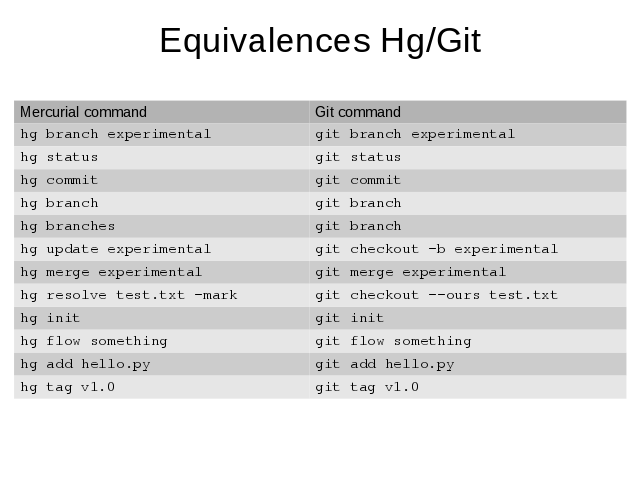 Equivalences Hg/Git
Mercurial command Git command
hg branch experimental git branch experimental
hg status git status
hg commit git commit
hg branch git branch
hg branches git branch
hg update experimental git checkout -b experimental
hg merge experimental git merge experimental
hg resolve test.txt -mark git checkout --ours test.txt
hg init git init
hg flow something git flow something
hg add hello.py git add hello.py
hg tag v1.0 git tag v1.0